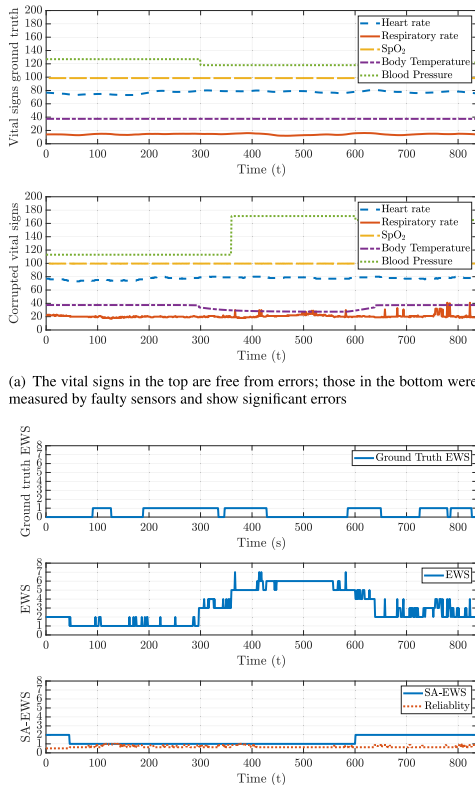 Vital signs ground truth
200
180
160
140
120
100
80
60
40
20
0
Heart rate
Respiratory rate
SpO2
Body Temperature
Blood Pressure
0 100 200 300 400 500 600 700 800
Time (t)
Corrupted vital signs
200
180
160
140
120
100
80
60
40
20
0
Heart rate
Respiratory rate
SpO2
Body Temperature
Blood Pressure
0 100 200 300 400 500 600 700 800
Time (t)
(a) The vital signs in the top are free from errors; those in the bottom were
measured by faulty sensors and show significant errors
Ground truth EWS
8
7
6
5
4
3
2
1
0
Ground Truth EWS
0 100 200 300 400 500 600 700 800
Time (s)
EWS
8
7
6
5
4
3
2
1
0
EWS
0 100 200 300 400 500 600 700 800
Time (t)
SA-EWS
8
7
6
5
4
3
2
1
0
SA-EWS
Reliablity
0 100 200 300 400 500 600 700 800
Time (t)